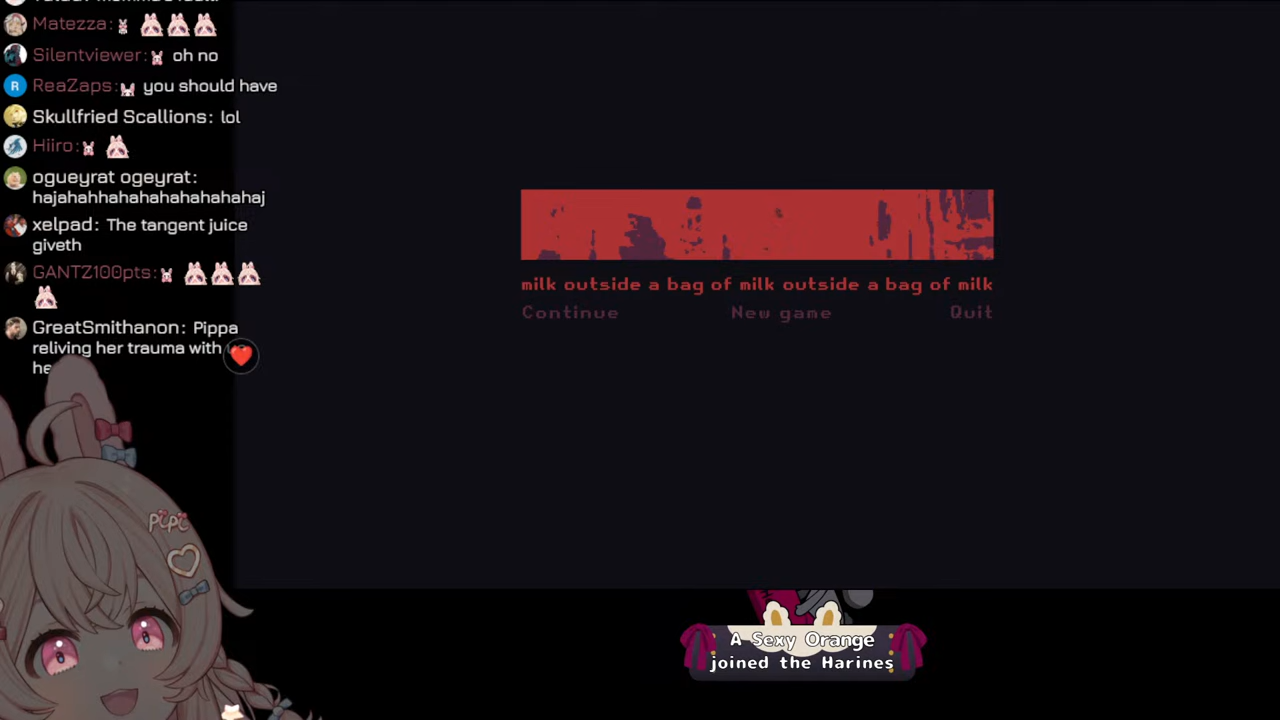 Matezza:
Silentviewer: oh no
R
ReaZaps: you should have
Skullfried Scallions: lol
Hiiro:
ogueyrat ogeyrat:
hajahahhahahahahahahahaj
xelpad: The tangent juice
giveth
GANTZ100pts:
GreatSmithanon: Pippa
reliving her trauma with
milk outside a bag of milk outside a bag of milk
Continue New game Quit
PiPi
A Sexy Orange
joined the Harines